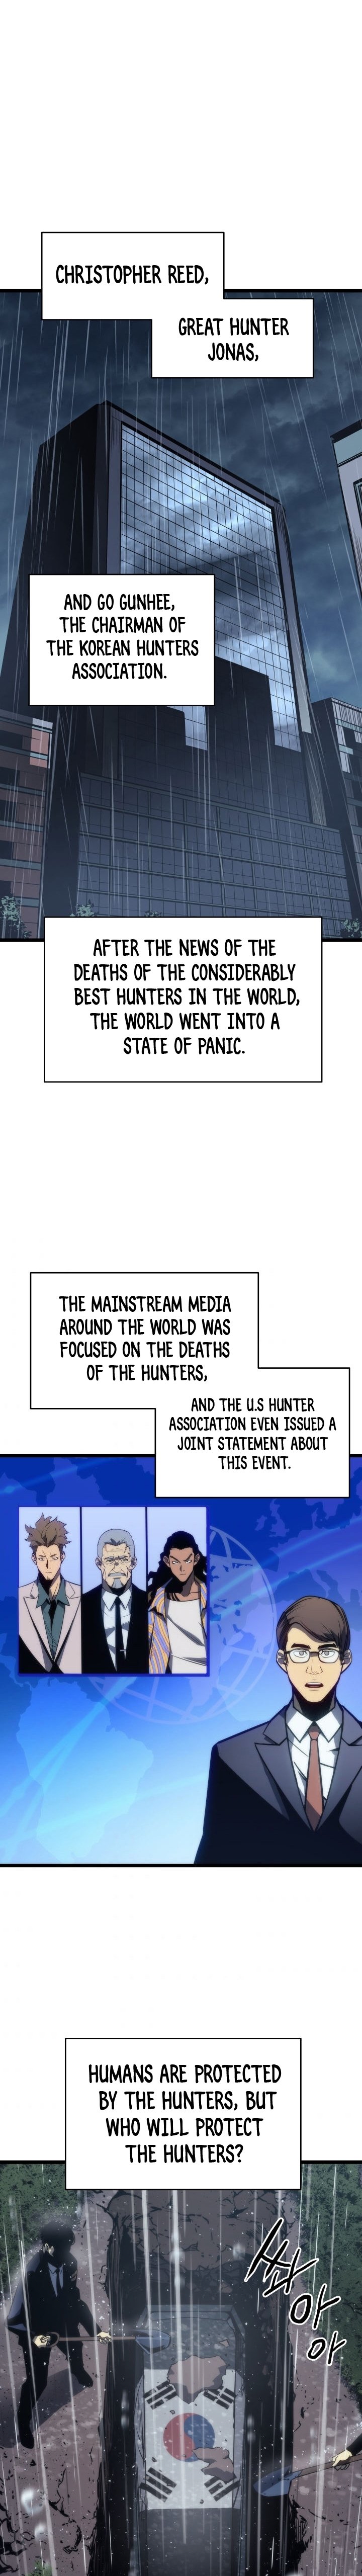 CHRISTOPHER REED,
GREAT HUNTER
JONAS,
AND GO GUNHEE,
THE CHAIRMAN OF
THE KOREAN HUNTERS
ASSOCIATION.
AFTER THE NEWS OF THE
DEATHS OF THE CONSIDERABLY
BEST HUNTERS IN THE WORLD,
THE WORLD WENT INTO A
STATE OF PANIC.
THE MAINSTREAM MEDIA
AROUND THE WORLD WAS
FOCUSED ON THE DEATHS
OF THE HUNTERS,
AND THE U.S HUNTER
ASSOCIATION EVEN ISSUED A
JOINT STATEMENT ABOUT
THIS EVENT.
HUMANS ARE PROTECTED
BY THE HUNTERS, BUT
WHO WILL PROTECT
THE HUNTERS?